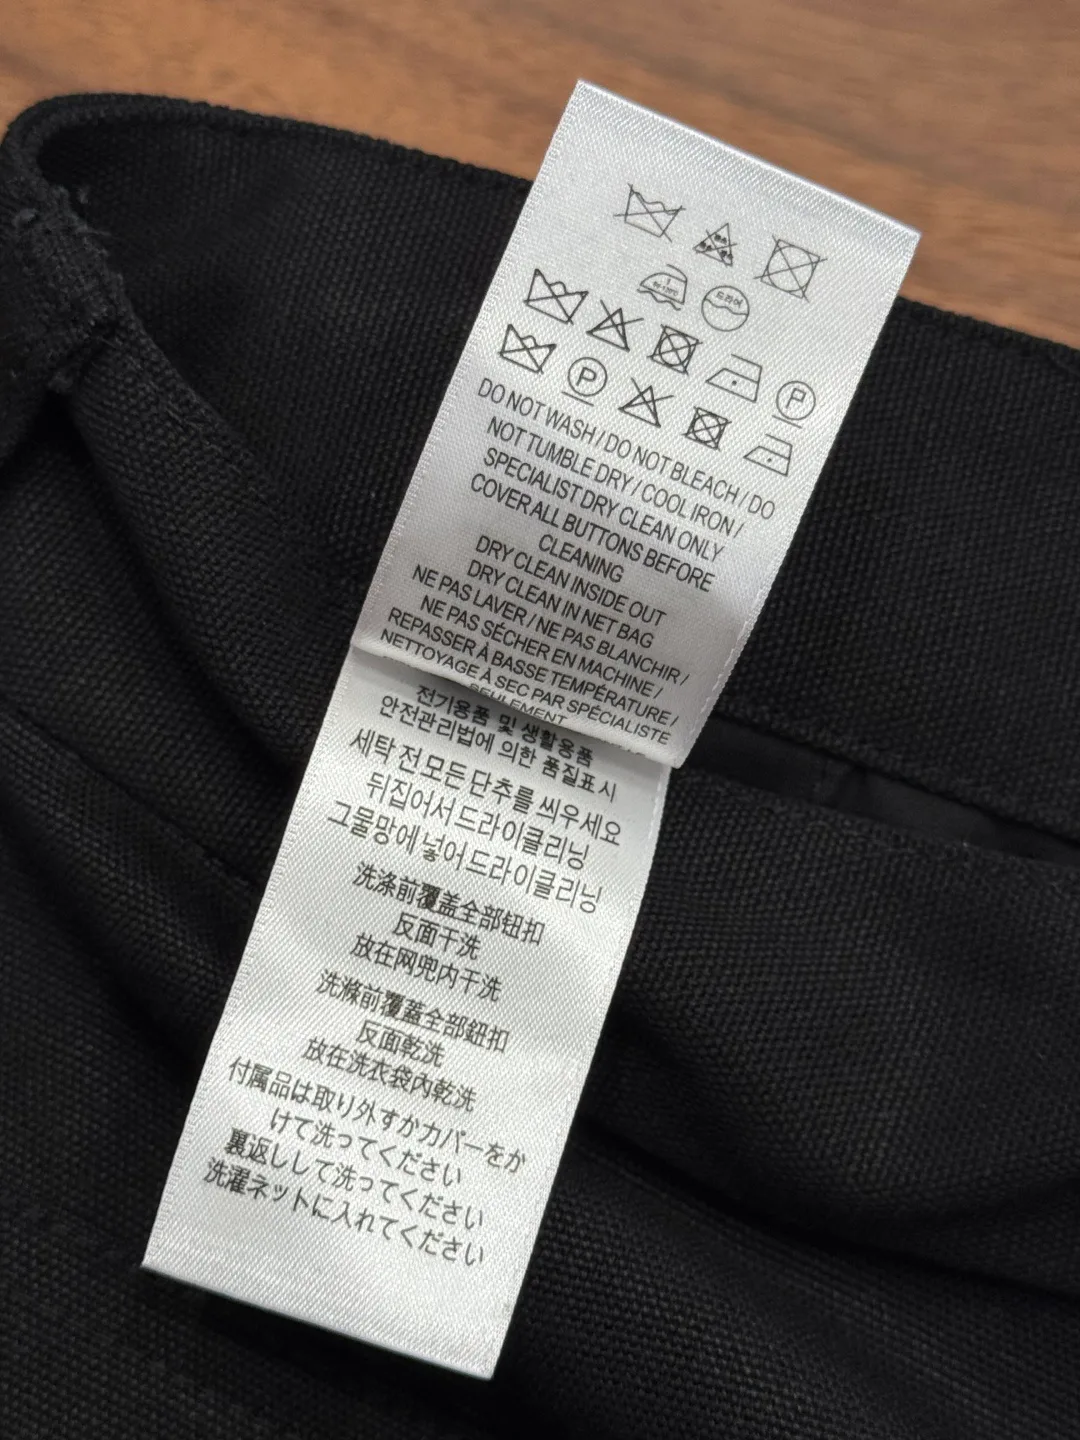 드라이
P
P
DO NOT WASH / DO NOT BLEACH / DO
NOT TUMBLE DRY / COOL IRON /
SPECIALIST DRY CLEAN ONLY
COVER ALL BUTTONS BEFORE
CLEANING
DRY CLEAN INSIDE OUT
DRY CLEAN IN NET BAG
NE PAS LAVER / NE PAS BLANCHIR /
NE PAS SÉCHER EN MACHINE /
REPASSER À BASSE TEMPÉRATURE /
NETTOYAGE À SEC PAR SPÉCIALISTE
SEULEMENT
전기용품 및 생활용품
안전관리법에 의한 품질표시
세탁 전 모든 단추를 씌우세요
뒤집어서 드라이클리닝
그물망에 넣어 드라이클리닝
洗涤前覆盖全部钮扣
反面干洗
放在网兜内干洗
洗滌前覆蓋全部鈕扣
反面乾洗
放在洗衣袋內乾洗
付属品は取り外すかカバーをか
けて洗ってください
裏返しして洗ってください
洗濯ネットに入れてください